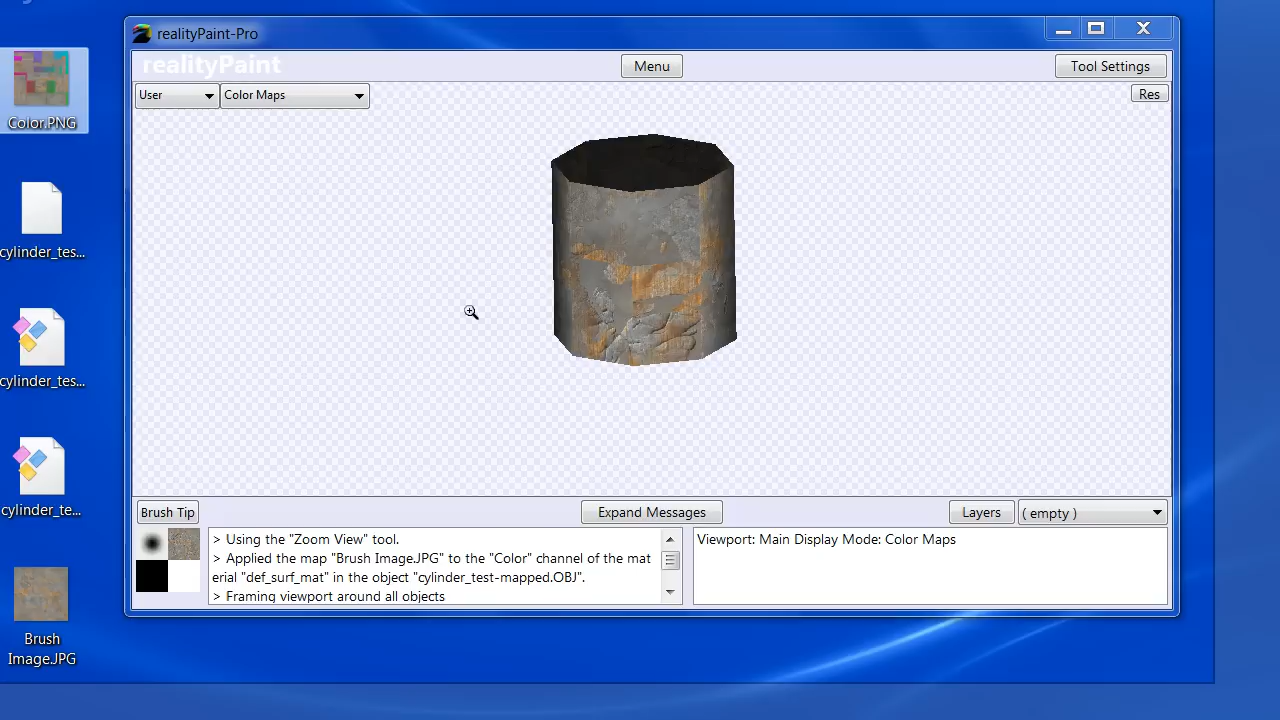 realityPaint-Pro
realityPaint
Menu
Tool Settings
User
Color Maps
Res
Color.PNG
cylinder_tes...
cylinder_tes...
cylinder_te...
Brush
Image.JPG
Brush Tip
Expand Messages
Layers
( empty )
> Using the "Zoom View" tool.
> Applied the map "Brush Image.JPG" to the "Color" channel of the mat
erial "def_surf_mat" in the object "cylinder_test-mapped.OBJ".
> Framing viewport around all objects
Viewport: Main Display Mode: Color Maps